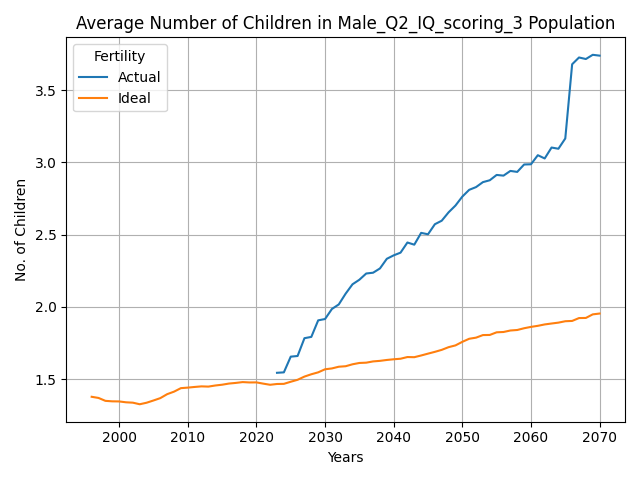 Average Number of Children in Male_Q2_IQ_scoring_3 Population
Fertility
Actual
Ideal
No. of Children
3.5
3.0
2.5
2.0
1.5
2000 2010 2020 2030 2040 2050 2060 2070
Years